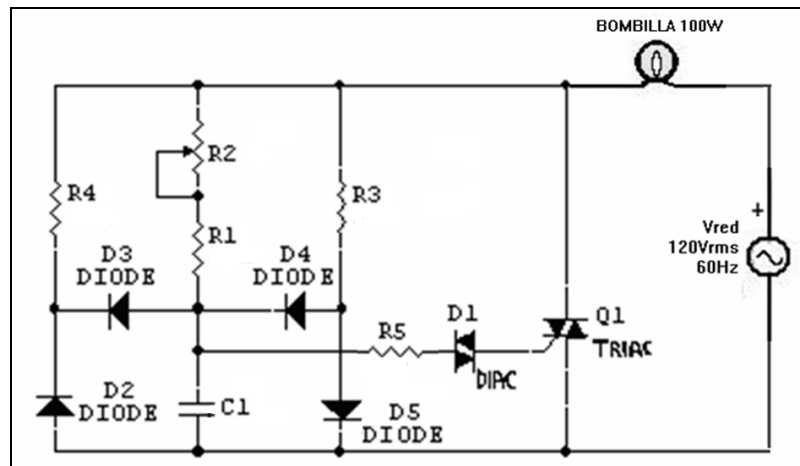 BOMBILLA 100W
R2
R4
R3
R1
D3
DIODE
D4
DIODE
+
Vred
120Vrms
60Hz
R5
D1
DIAC
Q1
TRIAC
D2
DIODE
C1
D5
DIODE